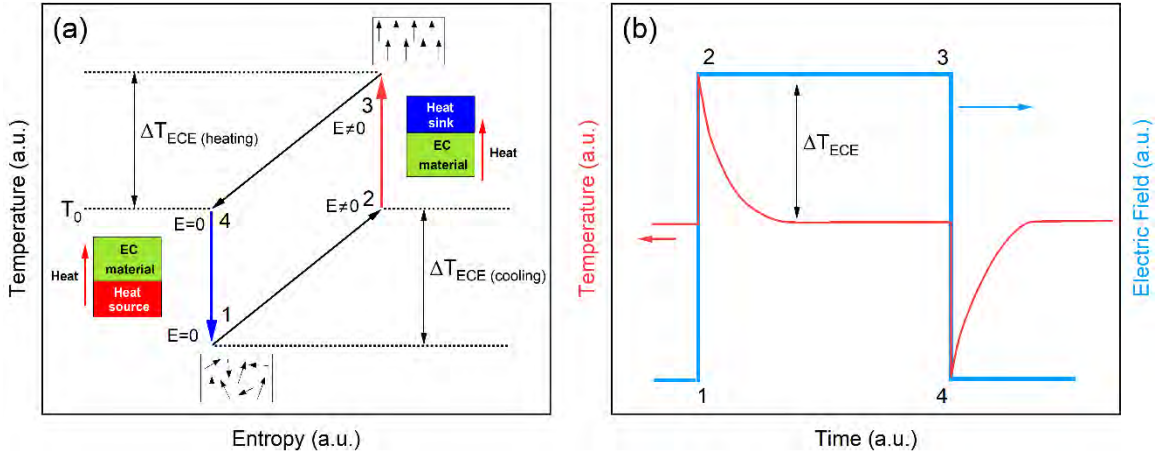 (a)
ΔT_ECE (heating)
3
E≠0
Heat
sink
EC
material
Heat
T_0
E=0
4
E≠0
2
EC
material
Heat
source
Heat
1
E=0
ΔT_ECE (cooling)
Temperature (a.u.)
Entropy (a.u.)
(b)
2
3
ΔT_ECE
1
4
Temperature (a.u.)
Electric Field (a.u.)
Time (a.u.)